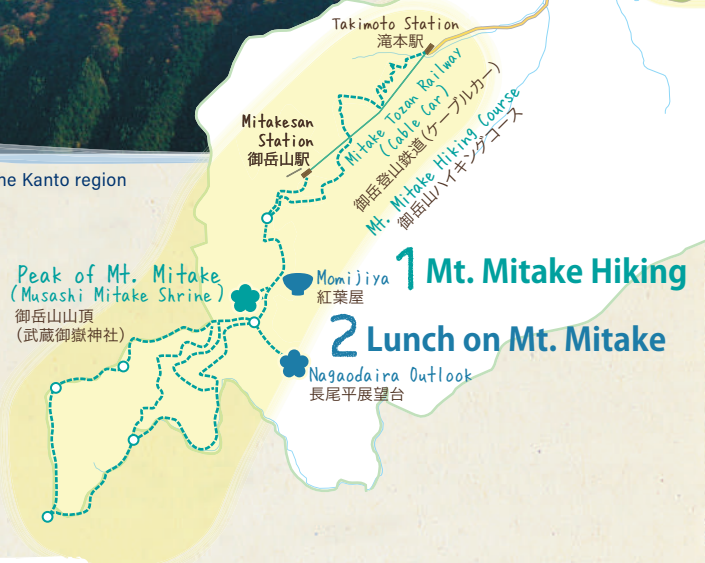 Takimoto Station
滝本駅
Mitake Tozan Railway
(Cable Car)
御岳登山鉄道(ケーブルカー)
Mt. Mitake Hiking Course
御岳山ハイキングコース
Mitakesan
Station
御岳山駅
ne Kanto region
1 Mt. Mitake Hiking
Peak of Mt. Mitake
(Musashi Mitake Shrine)
御岳山山頂
(武蔵御嶽神社)
Momijiya
紅葉屋
2 Lunch on Mt. Mitake
Nagaodaira Outlook
長尾平展望台